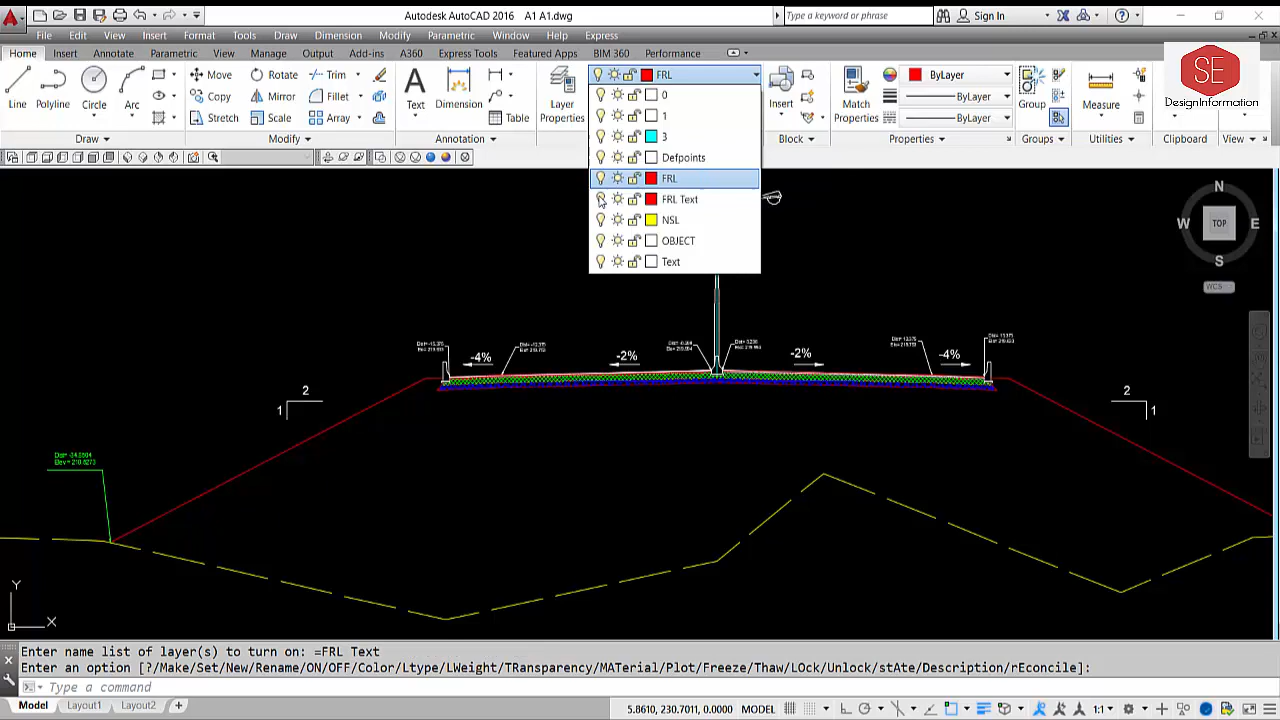 Autodesk AutoCAD 2016 A1 A1.dwg
Type a keyword or phrase
Sign In
File Edit View Insert Format Tools Draw Dimension Modify Parametric Window Help Express
Home Insert Annotate Parametric View Manage Output Add-ins A360 Express Tools Featured Apps BIM 360 Performance
SE
DesignInformation
Line Polyline Circle Arc
Move Rotate Trim
Copy Mirror Fillet
Stretch Scale Array
Text Dimension Table
Layer Properties
FRL
0
1
3
Defpoints
FRL
FRL Text
NSL
OBJECT
Text
Insert
Match Properties
ByLayer
ByLayer
ByLayer
Group
Measure
Draw Modify Annotation Block Properties Groups Utilities Clipboard View
N
W TOP E
S
WCS
-4% -2% -2% -4%
2
1
2
1
Y
X
Enter name list of layer(s) to turn on: =FRL Text
Enter an option [?/Make/Set/New/Rename/ON/OFF/Color/Ltype/LWeight/TRansparency/MATerial/Plot/Freeze/Thaw/LOck/Unlock/stAte/Description/rEconcile]:
Type a command
Model Layout1 Layout2 +
5.8610, 230.7011, 0.0000 MODEL 1:1